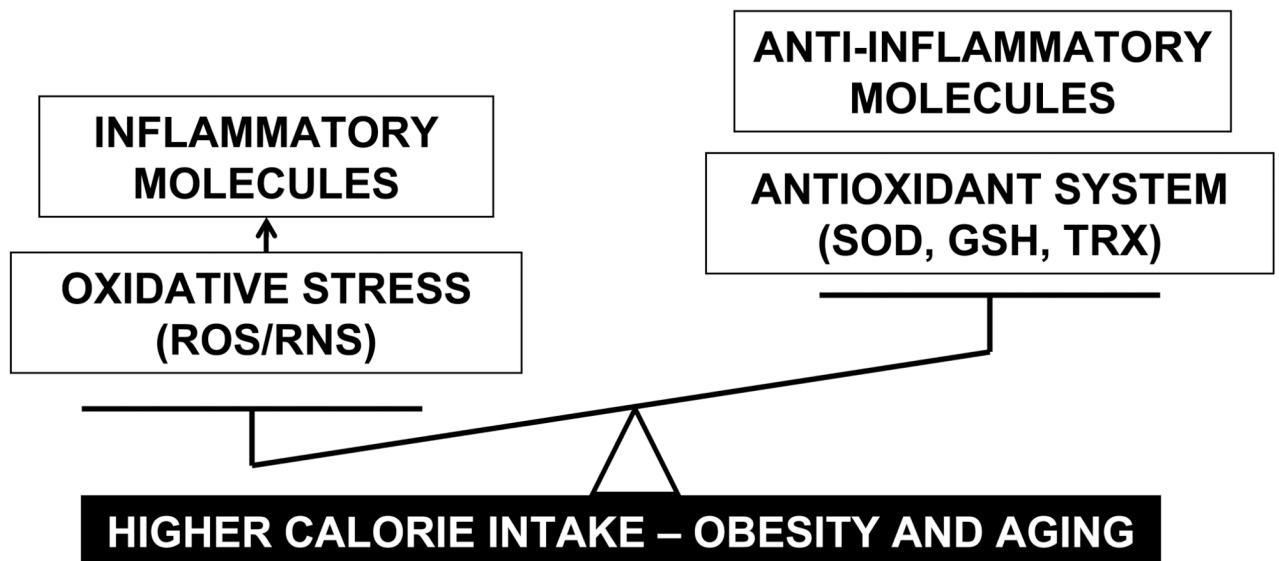 ANTI-INFLAMMATORY
MOLECULES
INFLAMMATORY
MOLECULES
ANTIOXIDANT SYSTEM
(SOD, GSH, TRX)
OXIDATIVE STRESS
(ROS/RNS)
HIGHER CALORIE INTAKE – OBESITY AND AGING